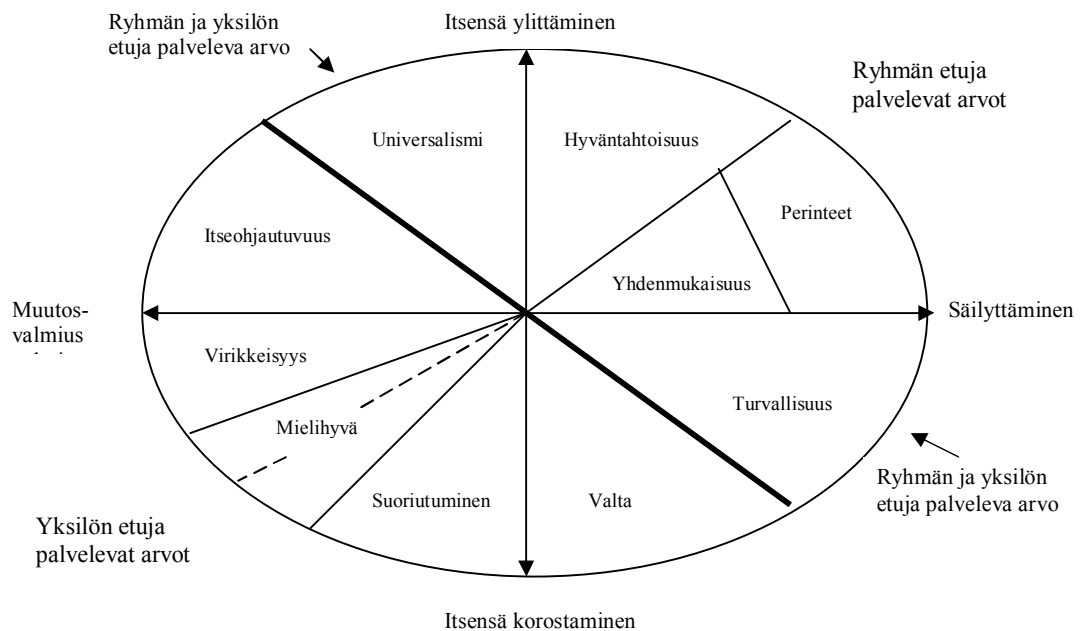 Ryhmän ja yksilön
etuja palveleva arvo
Itsensä ylittäminen
Ryhmän etuja
palvelevat arvot
Universalismi
Hyväntahtoisuus
Perinteet
Itseohjautuvuus
Yhdenmukaisuus
Muutos-
valmius
Säilyttäminen
Virikkeisyys
Turvallisuus
Mielihyvä
Ryhmän ja yksilön
etuja palveleva arvo
Suoriutuminen
Valta
Yksilön etuja
palvelevat arvot
Itsensä korostaminen